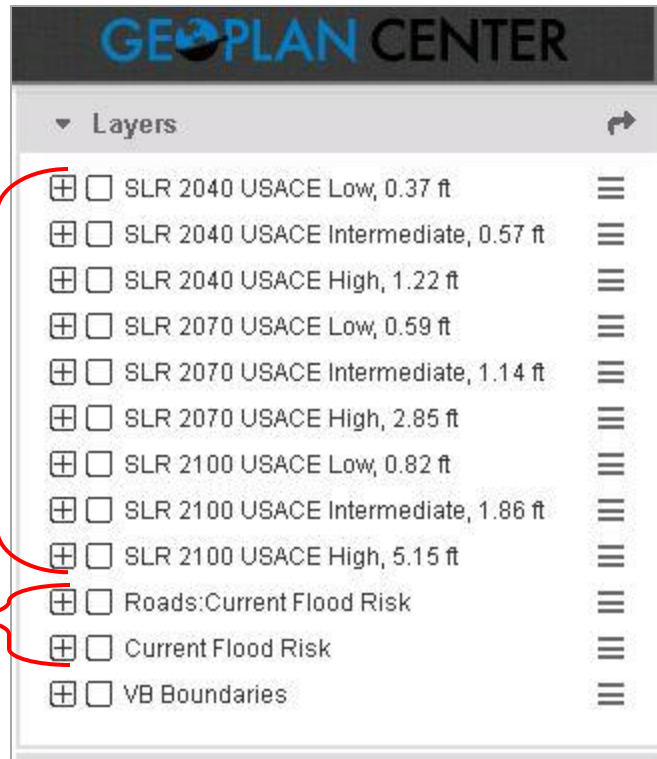 GEOPLAN CENTER
Layers
SLR 2040 USACE Low, 0.37 ft
SLR 2040 USACE Intermediate, 0.57 ft
SLR 2040 USACE High, 1.22 ft
SLR 2070 USACE Low, 0.59 ft
SLR 2070 USACE Intermediate, 1.14 ft
SLR 2070 USACE High, 2.85 ft
SLR 2100 USACE Low, 0.82 ft
SLR 2100 USACE Intermediate, 1.86 ft
SLR 2100 USACE High, 5.15 ft
Roads:Current Flood Risk
Current Flood Risk
VB Boundaries